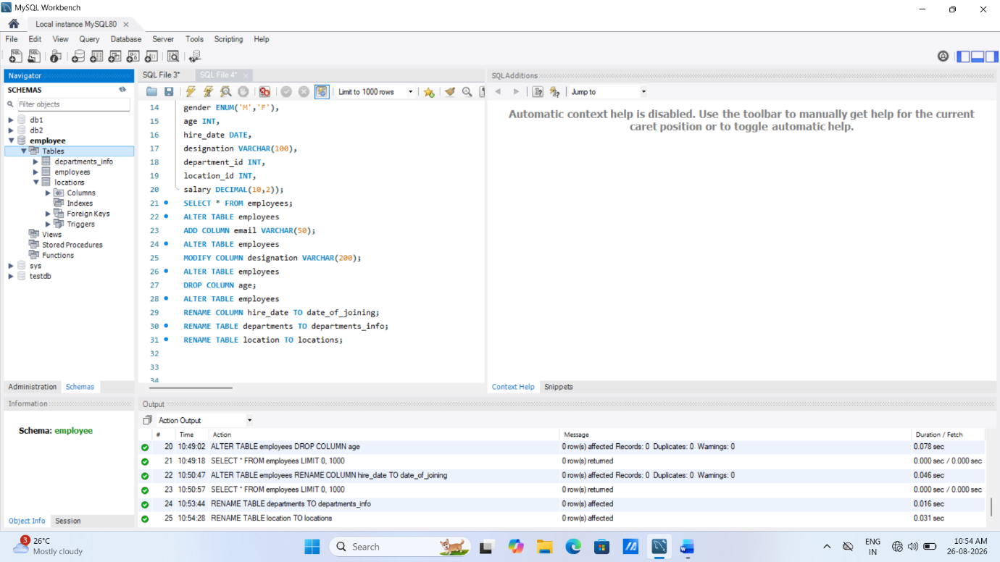 MySQL Workbench
Local instance MySQL80
File Edit View Query Database Server Tools Scripting Help
Navigator
SCHEMAS
Filter objects
db1
db2
employee
Tables
departments_info
employees
locations
Columns
Indexes
Foreign Keys
Triggers
Views
Stored Procedures
Functions
sys
testdb
Administration Schemas
Information
Schema: employee
Object Info Session
SQL File 3* SQL File 4*
Limit to 1000 rows
14 gender ENUM('M','F'),
15 age INT,
16 hire_date DATE,
17 designation VARCHAR(100),
18 department_id INT,
19 location_id INT,
20 salary DECIMAL(10,2));
21 SELECT * FROM employees;
22 ALTER TABLE employees
23 ADD COLUMN email VARCHAR(50);
24 ALTER TABLE employees
25 MODIFY COLUMN designation VARCHAR(200);
26 ALTER TABLE employees
27 DROP COLUMN age;
28 ALTER TABLE employees
29 RENAME COLUMN hire_date TO date_of_joining;
30 RENAME TABLE departments TO departments_info;
31 RENAME TABLE location TO locations;
32
33
34
SQLAdditions
Jump to
Automatic context help is disabled. Use the toolbar to manually get help for the current
caret position or to toggle automatic help.
Context Help Snippets
Output
Action Output
# Time Action Message Duration / Fetch
20 10:49:02 ALTER TABLE employees DROP COLUMN age 0 row(s) affected Records: 0 Duplicates: 0 Warnings: 0 0.078 sec
21 10:49:18 SELECT * FROM employees LIMIT 0, 1000 0 row(s) returned 0.000 sec / 0.000 sec
22 10:50:47 ALTER TABLE employees RENAME COLUMN hire_date TO date_of_joining 0 row(s) affected Records: 0 Duplicates: 0 Warnings: 0 0.046 sec
23 10:50:57 SELECT * FROM employees LIMIT 0, 1000 0 row(s) returned 0.000 sec / 0.000 sec
24 10:53:44 RENAME TABLE departments TO departments_info 0 row(s) affected 0.016 sec
25 10:54:28 RENAME TABLE location TO locations 0 row(s) affected 0.031 sec
3
26°C
Mostly cloudy
Search
ENG
IN
10:54 AM
26-08-2026